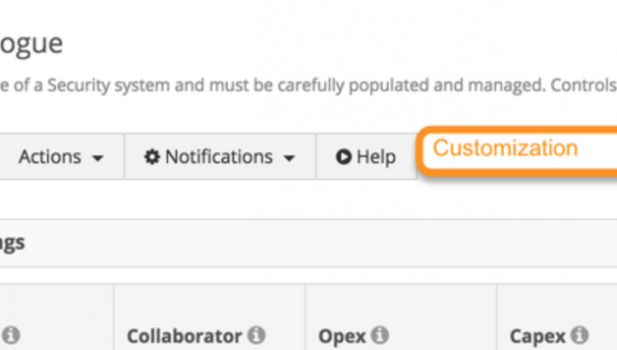 ogue
e of a Security system and must be carefully populated and managed. Controls
Actions Notifications Help Customization
gs
Collaborator Opex Capex